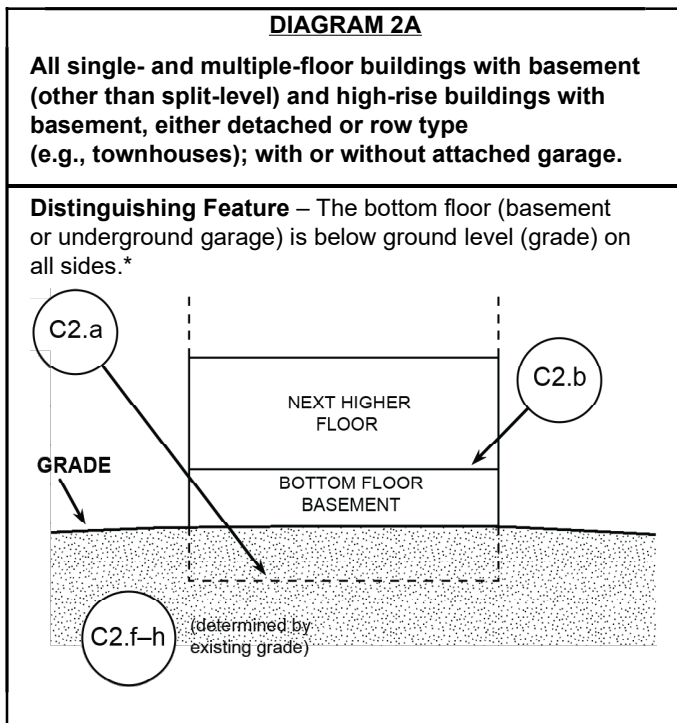 DIAGRAM 2A
All single- and multiple-floor buildings with basement
(other than split-level) and high-rise buildings with
basement, either detached or row type
(e.g., townhouses); with or without attached garage.
Distinguishing Feature – The bottom floor (basement
or underground garage) is below ground level (grade) on
all sides.*
C2.a
C2.b
NEXT HIGHER
FLOOR
GRADE
BOTTOM FLOOR
BASEMENT
C2.f–h
(determined by
existing grade)